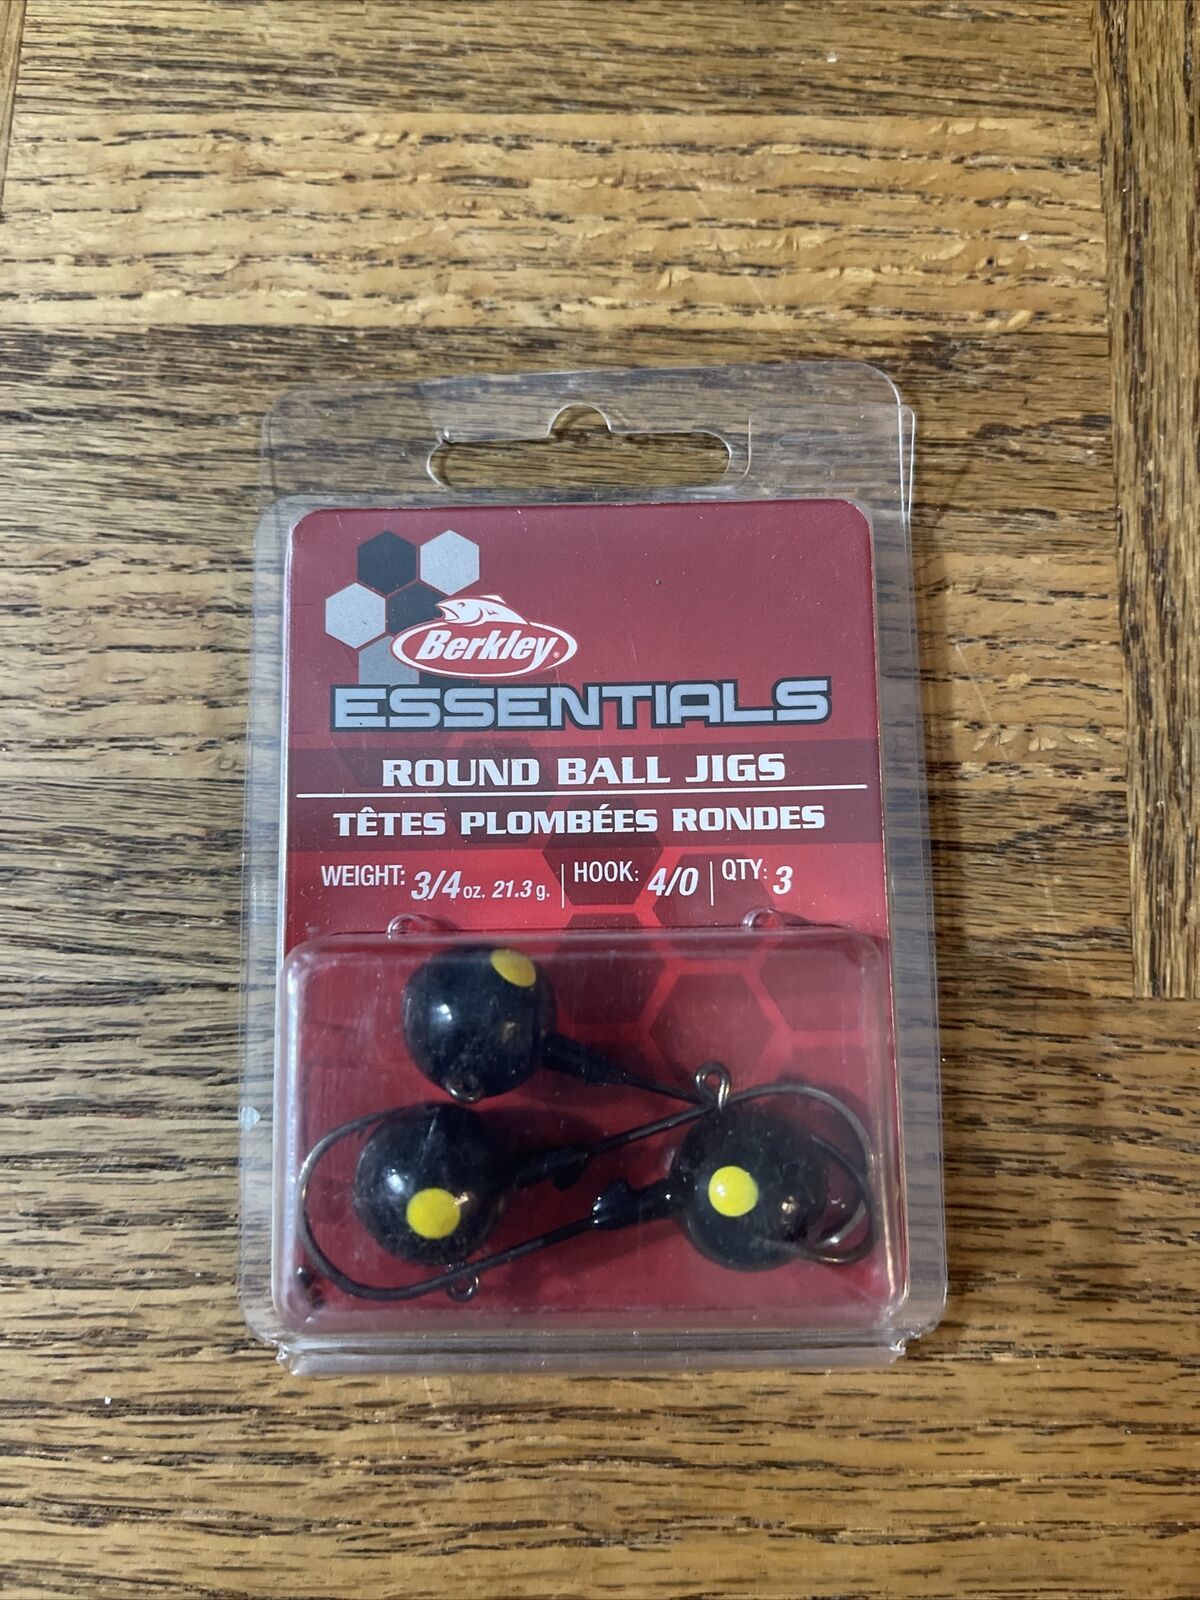 Berkley®
ESSENTIALS
ROUND BALL JIGS
TÊTES PLOMBÉES RONDES
WEIGHT: 3/4 oz. 21.3 g. | HOOK: 4/0 | QTY: 3